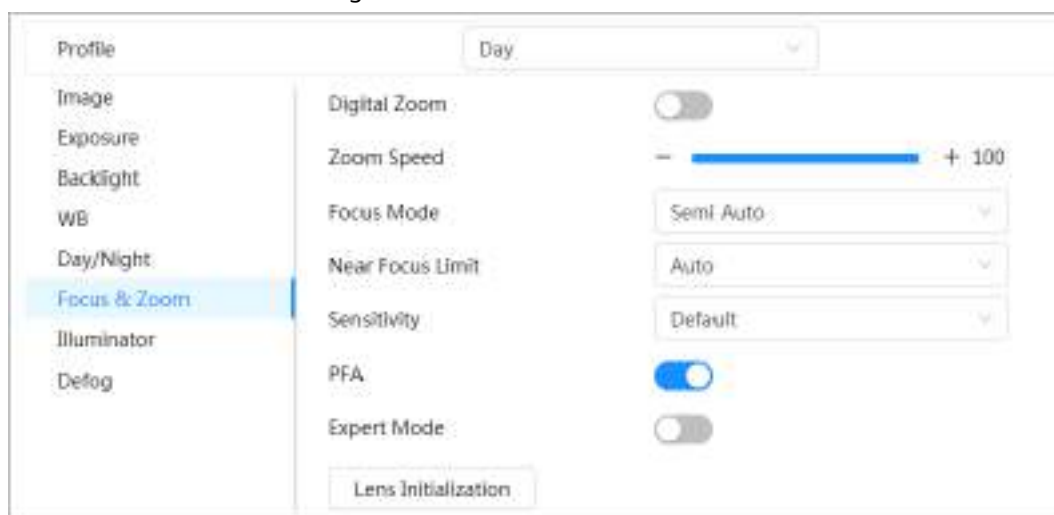 Profile Day
Image
Exposure
Backlight
WB
Day/Night
Focus & Zoom
Illuminator
Defog
Digital Zoom
Zoom Speed − + 100
Focus Mode Semi Auto
Near Focus Limit Auto
Sensitivity Default
PFA
Expert Mode
Lens Initialization